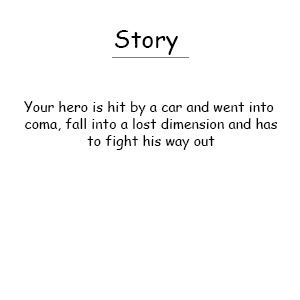 Story
Your hero is hit by a car and went into
coma, fall into a lost dimension and has
to fight his way out